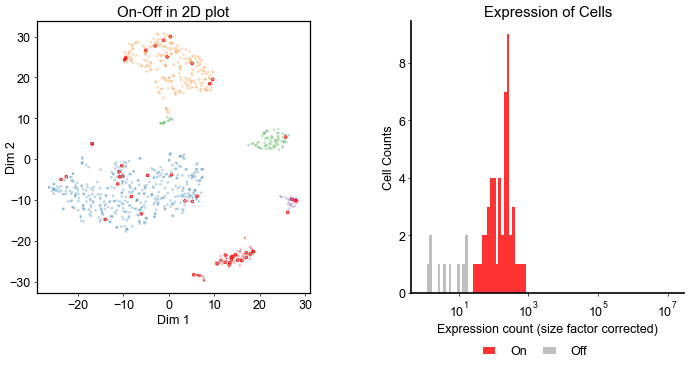 On-Off in 2D plot
Dim 2
30
20
10
0
−10
−20
−30
−20
−10
0
10
20
30
Dim 1
Expression of Cells
Cell Counts
8
6
4
2
0
10^1
10^3
10^5
10^7
Expression count (size factor corrected)
On
Off